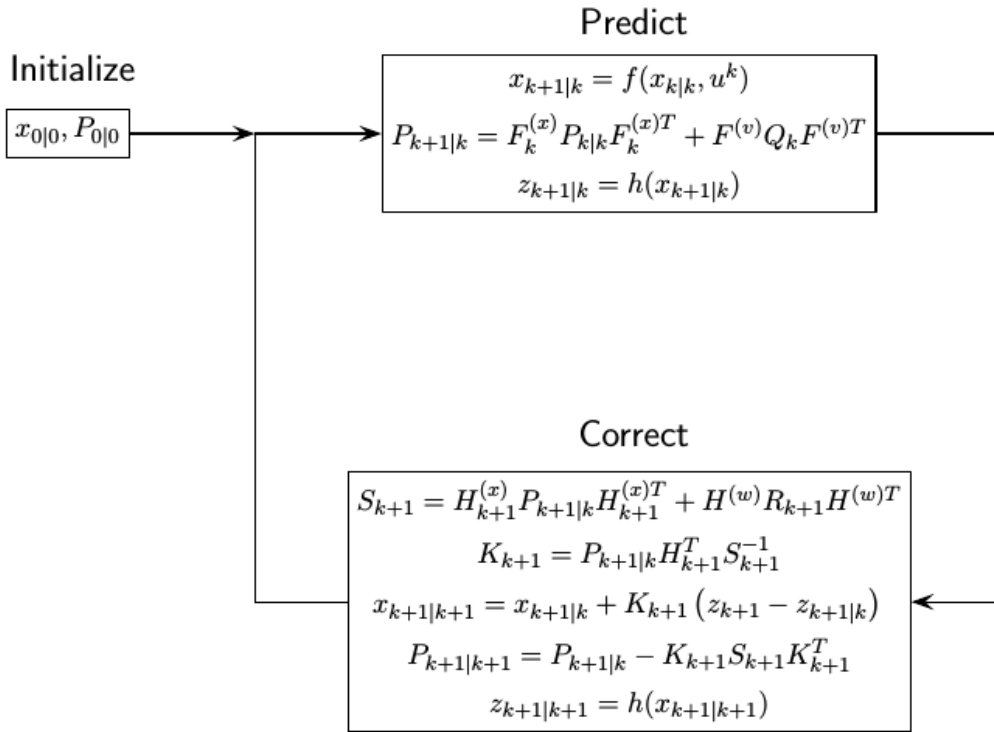 Predict
Initialize
$x_{0|0}, P_{0|0}$
$x_{k+1|k} = f(x_{k|k}, u^k)$
$P_{k+1|k} = F_k^{(x)} P_{k|k} F_k^{(x)T} + F^{(v)} Q_k F^{(v)T}$
$z_{k+1|k} = h(x_{k+1|k})$
Correct
$S_{k+1} = H_{k+1}^{(x)} P_{k+1|k} H_{k+1}^{(x)T} + H^{(w)} R_{k+1} H^{(w)T}$
$K_{k+1} = P_{k+1|k} H_{k+1}^T S_{k+1}^{-1}$
$x_{k+1|k+1} = x_{k+1|k} + K_{k+1} (z_{k+1} - z_{k+1|k})$
$P_{k+1|k+1} = P_{k+1|k} - K_{k+1} S_{k+1} K_{k+1}^T$
$z_{k+1|k+1} = h(x_{k+1|k+1})$